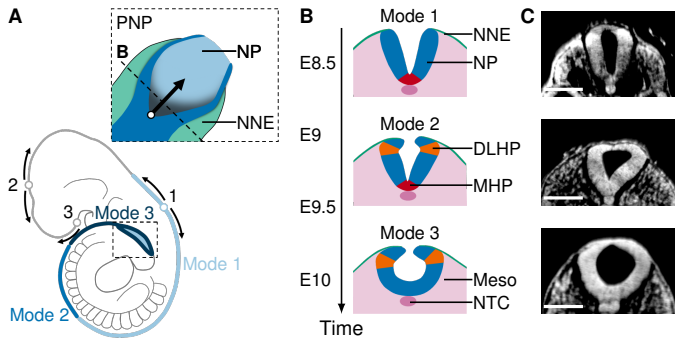 A
PNP
B
NP
NNE
2
3
1
Mode 3
Mode 1
Mode 2
B
Mode 1
NNE
E8.5
NP
E9
Mode 2
DLHP
MHP
E9.5
Mode 3
E10
Meso
NTC
Time
C